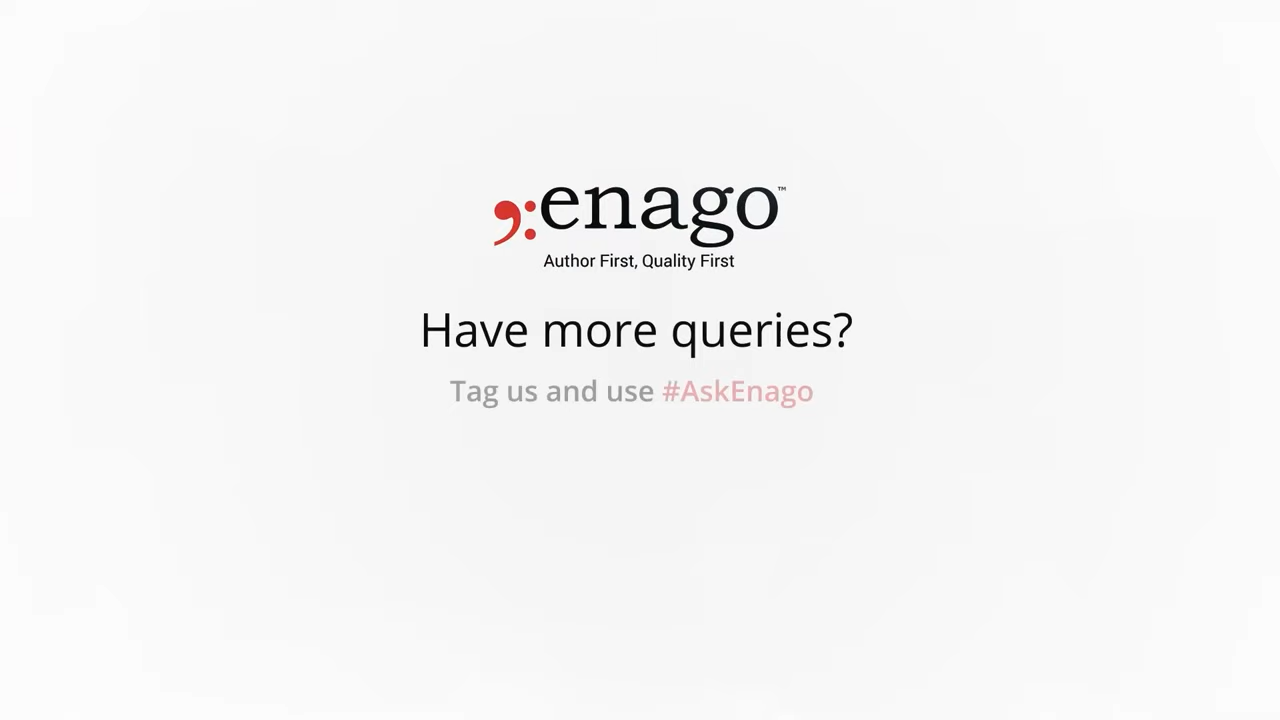 enago™
Author First, Quality First
Have more queries?
Tag us and use #AskEnago